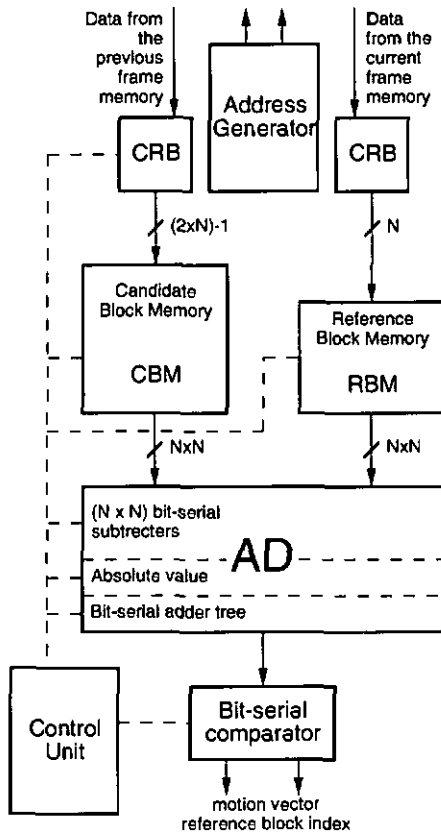 Data from
the
previous
frame
memory
Address
Generator
Data
from the
current
frame
memory
CRB
CRB
(2xN)-1
N
Candidate
Block Memory
CBM
Reference
Block Memory
RBM
NxN
NxN
(N x N) bit-serial
subtrecters
AD
Absolute value
Bit-serial adder tree
Control
Unit
Bit-serial
comparator
motion vector
reference block index